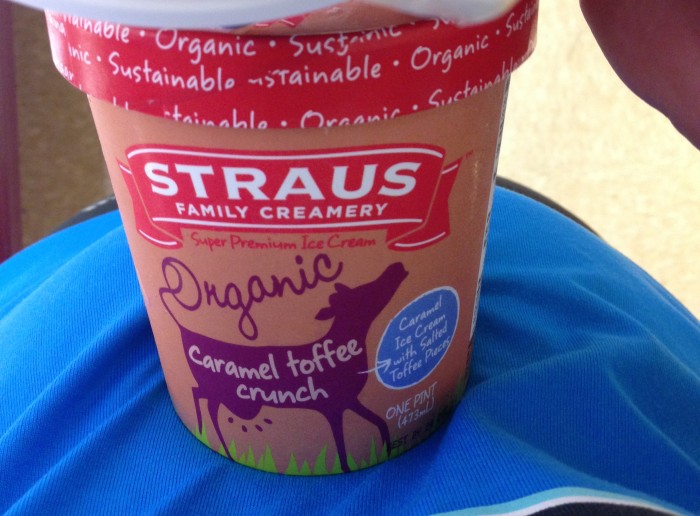 Organic • Sustainable
Sustainable • Organic
Organic
STRAUS
FAMILY CREAMERY
Super Premium Ice Cream
Organic
caramel toffee
crunch
Caramel
Ice Cream
with Salted
Toffee Pieces
ONE PINT
(473ml)